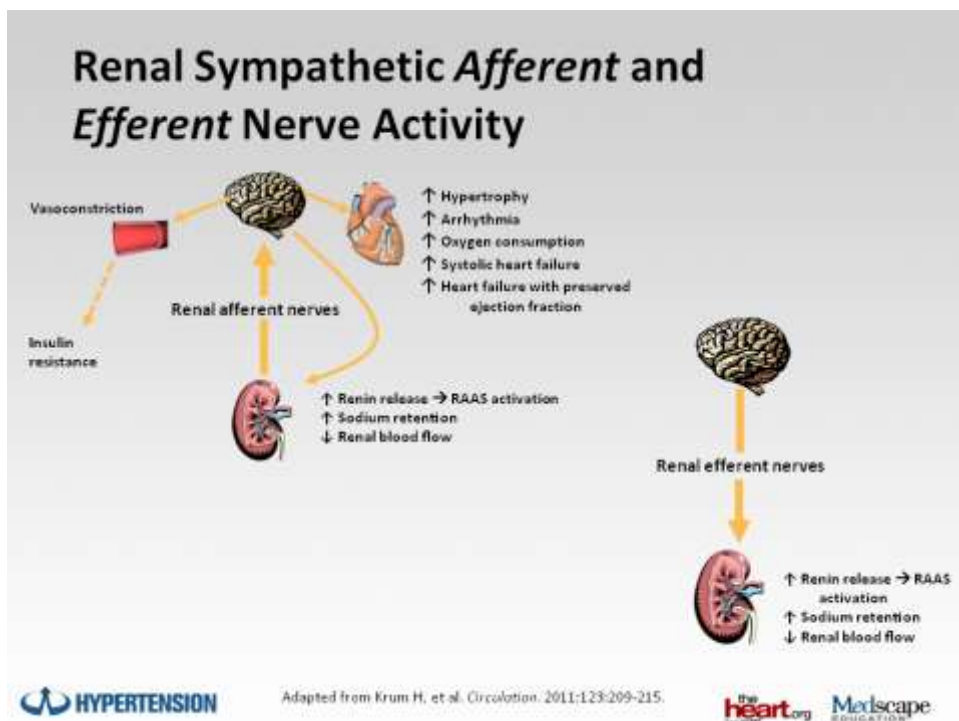 Renal Sympathetic Afferent and
Efferent Nerve Activity
Vasoconstriction
Insulin
resistance
↑ Hypertrophy
↑ Arrhythmia
↑ Oxygen consumption
↑ Systolic heart failure
↑ Heart failure with preserved
ejection fraction
Renal afferent nerves
↑ Renin release → RAAS activation
↑ Sodium retention
↓ Renal blood flow
Renal efferent nerves
↑ Renin release → RAAS
activation
↑ Sodium retention
↓ Renal blood flow
HYPERTENSION
Adapted from Krum H, et al. Circulation. 2011;123:209-215.
the
heart.org
Medscape
EDUCATION